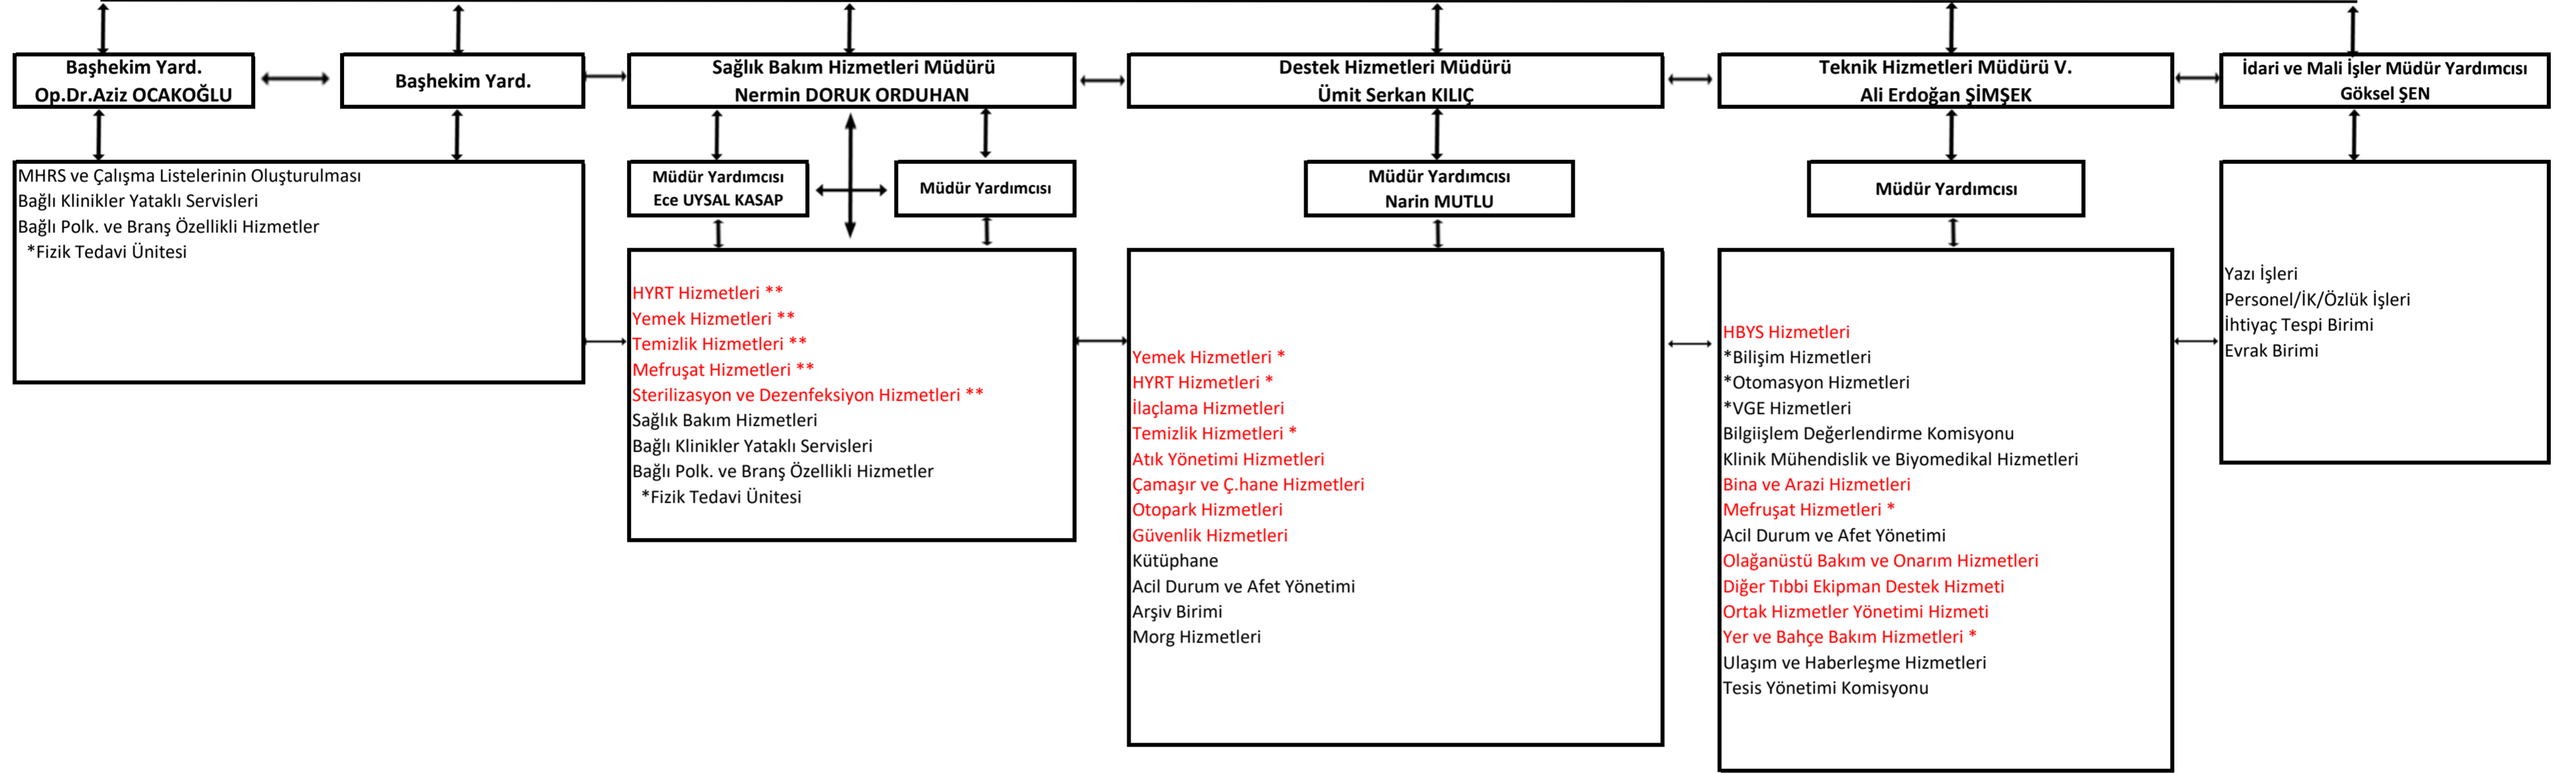 Başhekim Yard.
Op.Dr.Aziz OCAKOĞLU
Başhekim Yard.
Sağlık Bakım Hizmetleri Müdürü
Nermin DORUK ORDUHAN
Destek Hizmetleri Müdürü
Ümit Serkan KILIÇ
Teknik Hizmetleri Müdürü V.
Ali Erdoğan ŞİMŞEK
İdari ve Mali İşler Müdür Yardımcısı
Göksel ŞEN
MHRS ve Çalışma Listelerinin Oluşturulması
Bağlı Klinikler Yataklı Servisleri
Bağlı Polk. ve Branş Özellikli Hizmetler
*Fizik Tedavi Ünitesi
Müdür Yardımcısı
Ece UYSAL KASAP
Müdür Yardımcısı
Müdür Yardımcısı
Narin MUTLU
Müdür Yardımcısı
HYRT Hizmetleri **
Yemek Hizmetleri **
Temizlik Hizmetleri **
Mefruşat Hizmetleri **
Sterilizasyon ve Dezenfeksiyon Hizmetleri **
Sağlık Bakım Hizmetleri
Bağlı Klinikler Yataklı Servisleri
Bağlı Polk. ve Branş Özellikli Hizmetler
*Fizik Tedavi Ünitesi
Yemek Hizmetleri *
HYRT Hizmetleri *
İlaçlama Hizmetleri
Temizlik Hizmetleri *
Atık Yönetimi Hizmetleri
Çamaşır ve Ç.hane Hizmetleri
Otopark Hizmetleri
Güvenlik Hizmetleri
Kütüphane
Acil Durum ve Afet Yönetimi
Arşiv Birimi
Morg Hizmetleri
HBYS Hizmetleri
*Bilişim Hizmetleri
*Otomasyon Hizmetleri
*VGE Hizmetleri
Bilgiişlem Değerlendirme Komisyonu
Klinik Mühendislik ve Biyomedikal Hizmetleri
Bina ve Arazi Hizmetleri
Mefruşat Hizmetleri *
Acil Durum ve Afet Yönetimi
Olağanüstü Bakım ve Onarım Hizmetleri
Diğer Tıbbi Ekipman Destek Hizmeti
Ortak Hizmetler Yönetimi Hizmeti
Yer ve Bahçe Bakım Hizmetleri *
Ulaşım ve Haberleşme Hizmetleri
Tesis Yönetimi Komisyonu
Yazı İşleri
Personel/İK/Özlük İşleri
İhtiyaç Tespi Birimi
Evrak Birimi